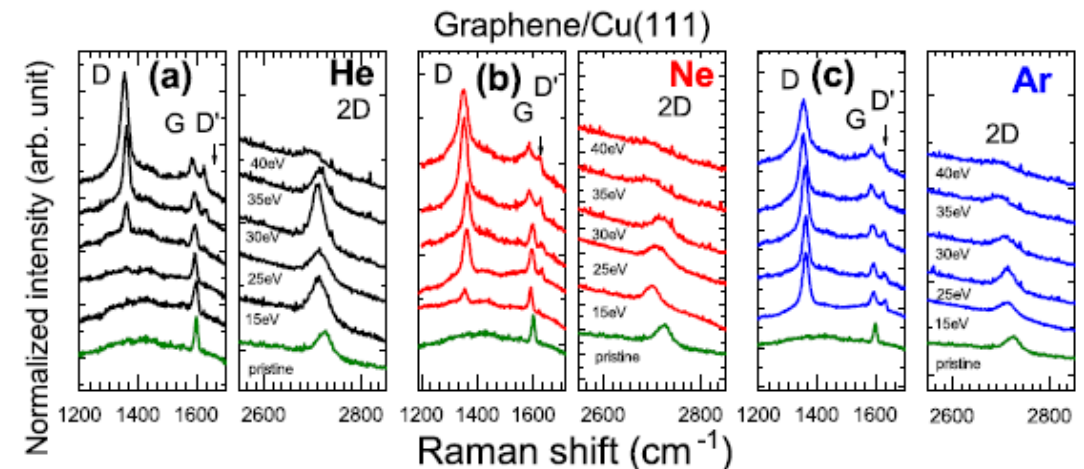 Graphene/Cu(111)
Normalized intensity (arb. unit)
D (a) G D'
He
2D
40eV
35eV
30eV
25eV
15eV
pristine
D (b) G D'
Ne
2D
40eV
35eV
30eV
25eV
15eV
pristine
D (c) G D'
Ar
2D
40eV
35eV
30eV
25eV
15eV
pristine
1200 1400 1600 2600 2800 1200 1400 1600 2600 2800 1200 1400 1600 2600 2800
Raman shift (cm⁻¹)